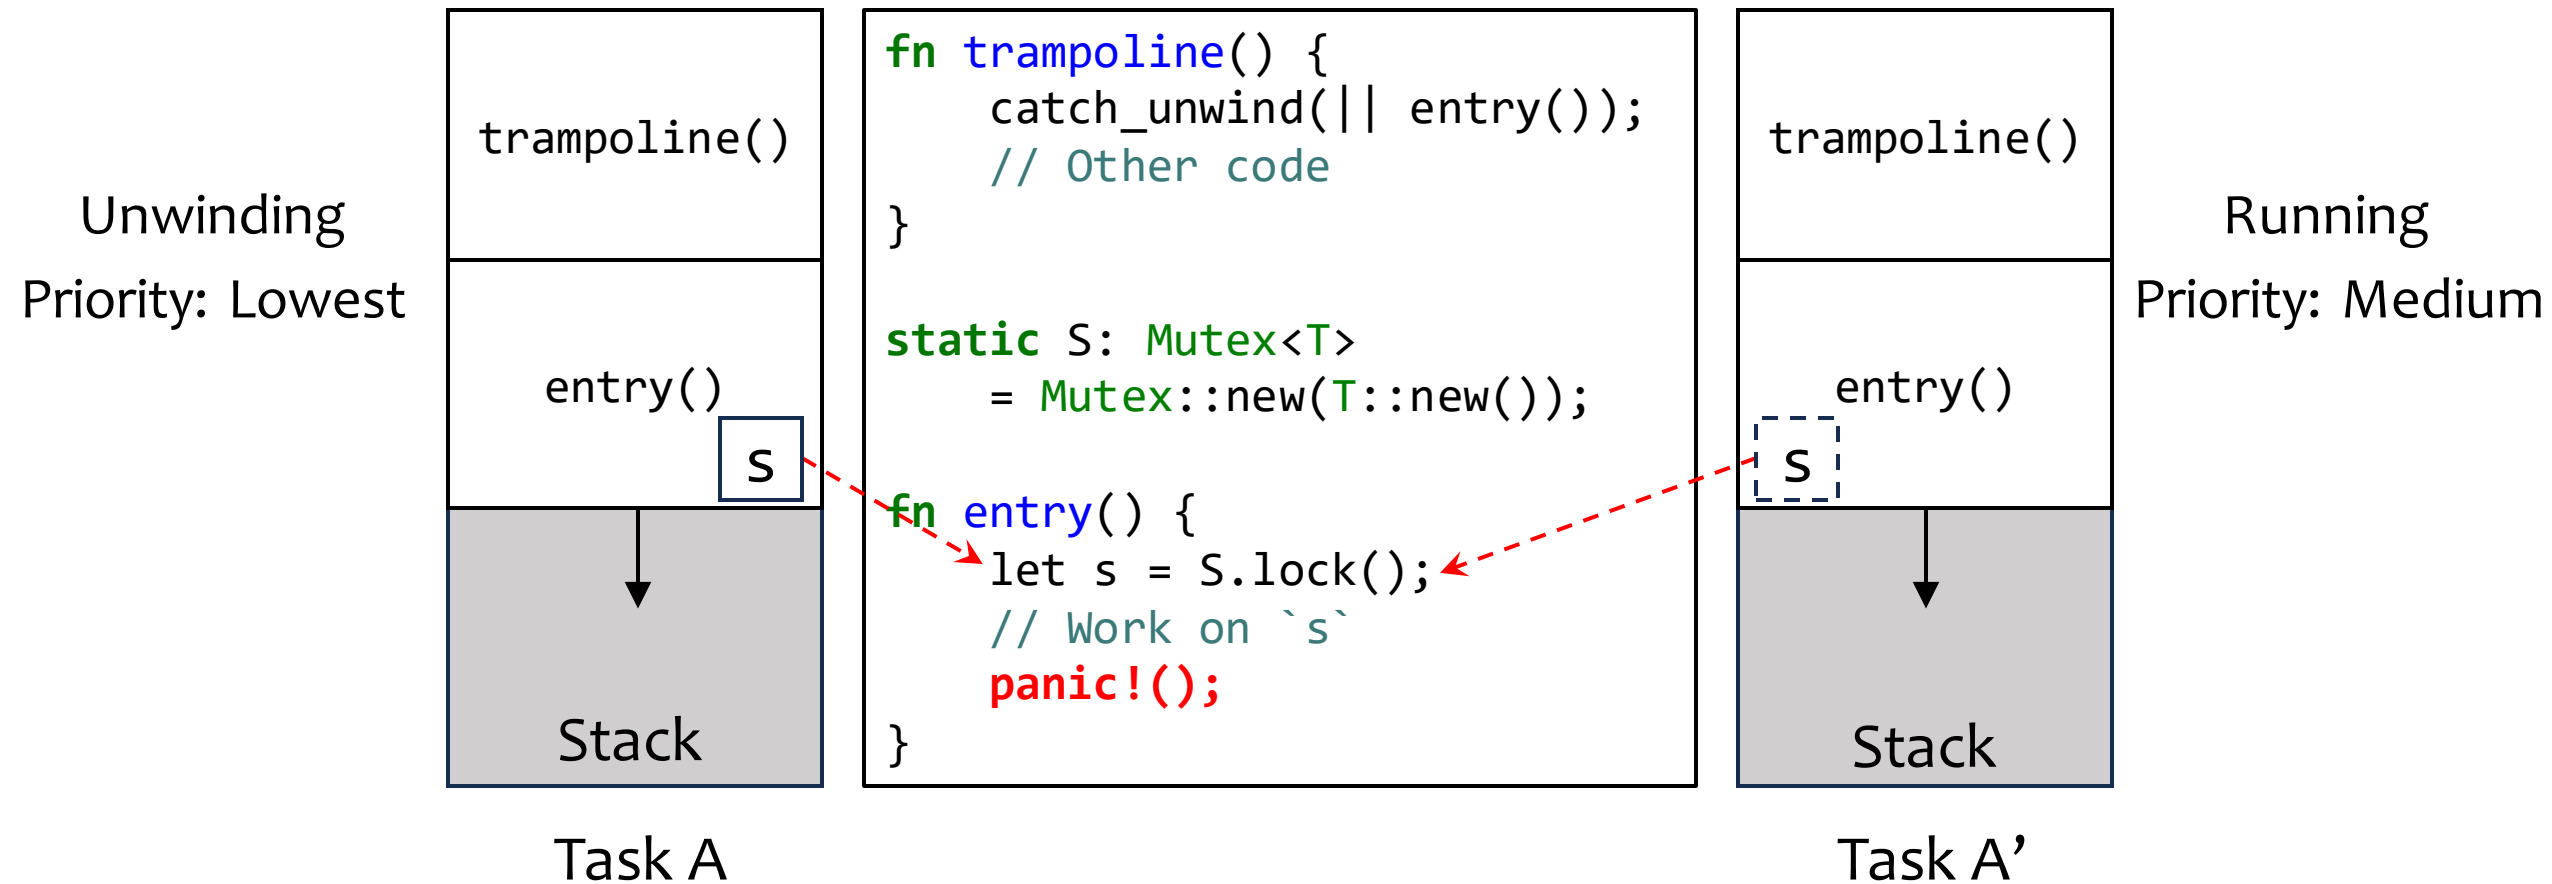 Unwinding
Priority: Lowest
trampoline()
entry()
s
Stack
Task A
fn trampoline() {
    catch_unwind(|| entry());
    // Other code
}
static S: Mutex<T>
    = Mutex::new(T::new());
fn entry() {
    let s = S.lock();
    // Work on `s`
    panic!();
}
trampoline()
entry()
s
Stack
Task A’
Running
Priority: Medium